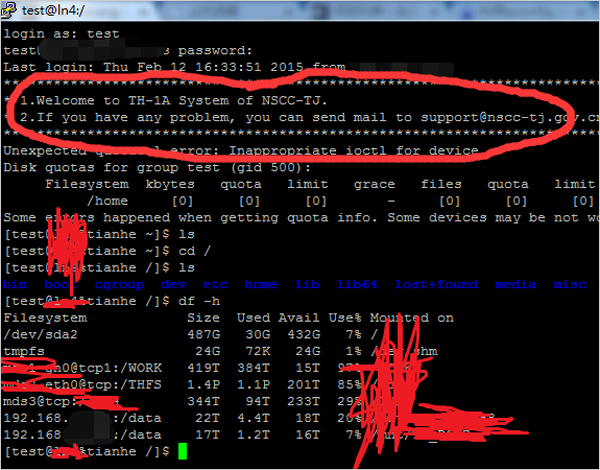 test@ln4:/
login as: test
test@ password:
Last login: Thu Feb 12 16:33:51 2015 from
************************************************************
* 1.Welcome to TH-1A System of NSCC-TJ.
* 2.If you have any problem, you can send mail to support@nscc-tj.gov.cn
************************************************************
Unexpected error: Inappropriate ioctl for device
Disk quotas for group test (gid 500):
Filesystem kbytes quota limit grace files quota limit
/home [0] [0] [0] - [0] [0] [0]
Some errors happened when getting quota info. Some devices may be not wo
[test@ tianhe ~]$ ls
[test@ tianhe ~]$ cd /
[test@ tianhe /]$ ls
bin boot cgroup dev etc home lib lib64 lost+found media misc
[test@ tianhe /]$ df -h
Filesystem Size Used Avail Use% Mounted on
/dev/sda2 487G 30G 432G 7% /
tmpfs 24G 72K 24G 1% shm
gn0@tcp1:/WORK 419T 384T 15T
eth0@tcp:/THFS 1.4P 1.1P 201T 85%
mds3@tcp: 344T 94T 233T 29%
192.168. :/data 22T 4.4T 18T 20%
192.168. :/data 17T 1.2T 16T 7%
[test@ tianhe /]$